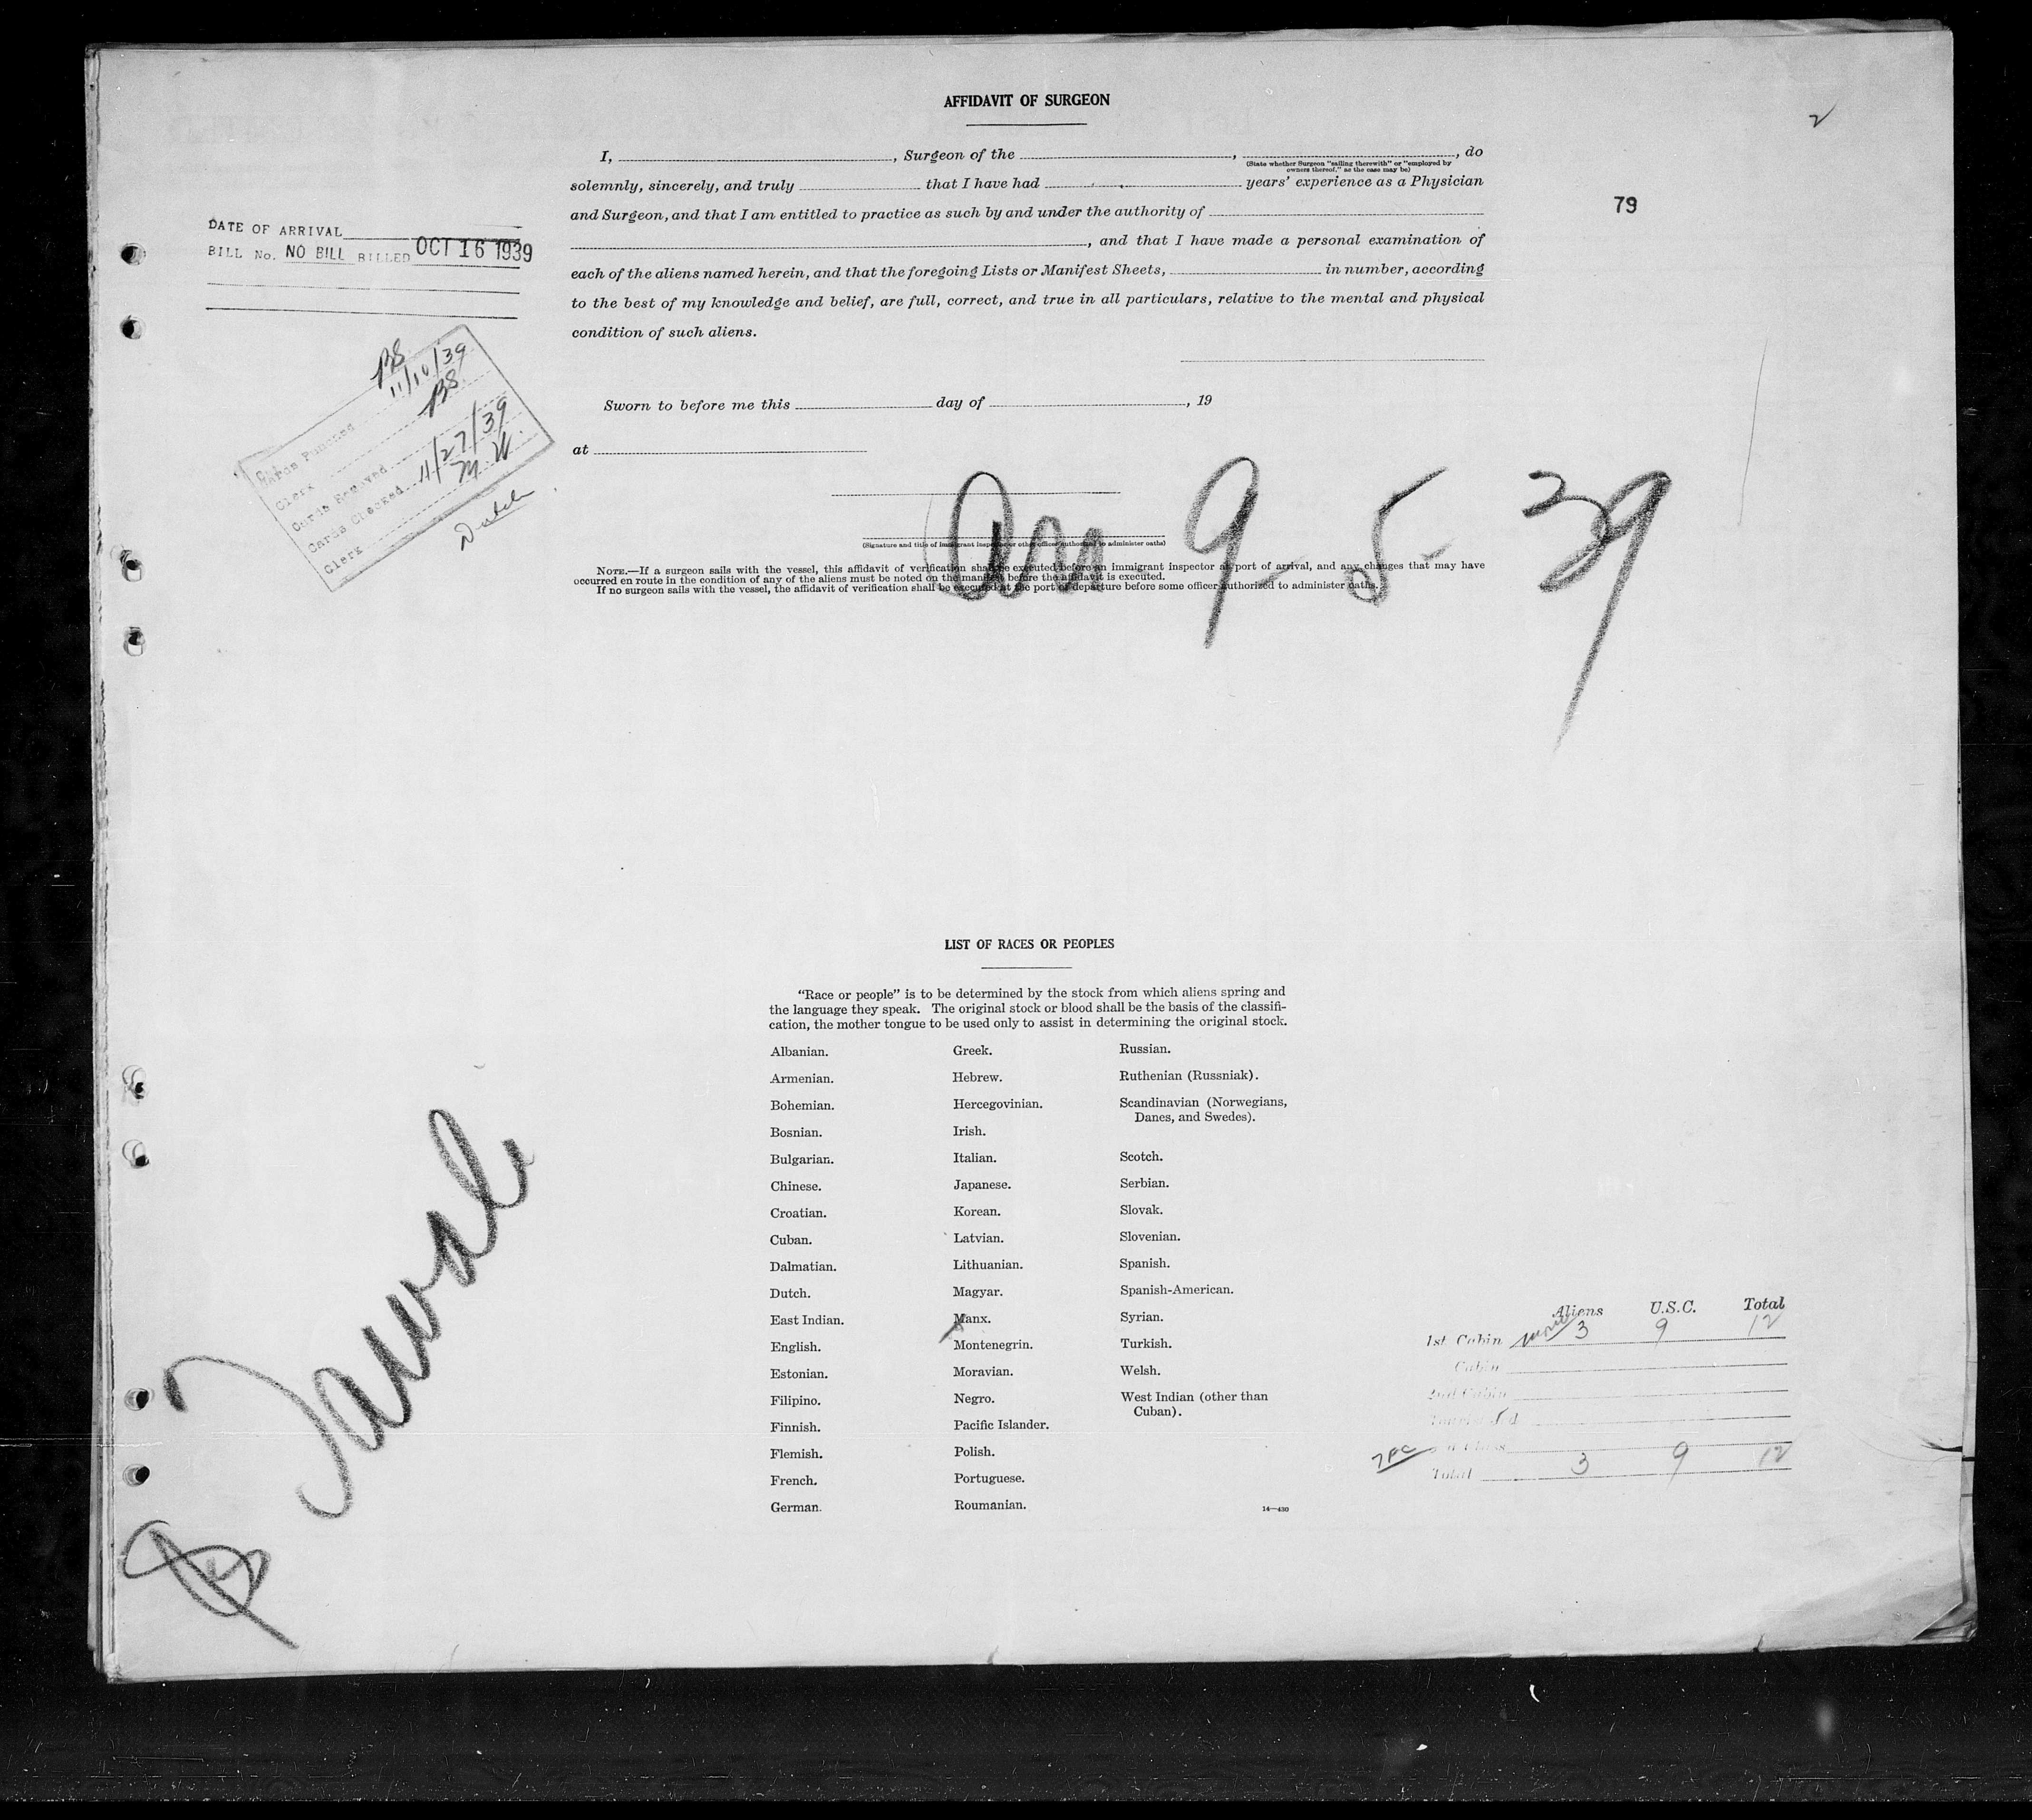 AFFIDAVIT OF SURGEON
2
I, , Surgeon of the , , do
(State whether Surgeon "sailing therewith" or "employed by
owners thereof," as the case may be)
solemnly, sincerely, and truly that I have had years' experience as a Physician
and Surgeon, and that I am entitled to practice as such by and under the authority of
79
, and that I have made a personal examination of
each of the aliens named herein, and that the foregoing Lists or Manifest Sheets, in number, according
to the best of my knowledge and belief, are full, correct, and true in all particulars, relative to the mental and physical
condition of such aliens.
DATE OF ARRIVAL
BILL No. NO BILL BILLED OCT 16 1939
BS
11/10/39
Cards Punched
BS
Clerk
Cards Removed
Cards Checked 11/27/39
Clerk M. W.
Dutch
Sworn to before me this day of , 19
at
(Signature and title of immigrant inspector or other officer authorized to administer oaths)
Arr. 9-5-39
NOTE.—If a surgeon sails with the vessel, this affidavit of verification shall be executed before an immigrant inspector at port of arrival, and any changes that may have
occurred en route in the condition of any of the aliens must be noted on the manifest before the affidavit is executed.
If no surgeon sails with the vessel, the affidavit of verification shall be executed at the port of departure before some officer authorized to administer oaths.
LIST OF RACES OR PEOPLES
"Race or people" is to be determined by the stock from which aliens spring and
the language they speak. The original stock or blood shall be the basis of the classifi-
cation, the mother tongue to be used only to assist in determining the original stock.
Albanian.
Armenian.
Bohemian.
Bosnian.
Bulgarian.
Chinese.
Croatian.
Cuban.
Dalmatian.
Dutch.
East Indian.
English.
Estonian.
Filipino.
Finnish.
Flemish.
French.
German.
Greek.
Hebrew.
Hercegovinian.
Irish.
Italian.
Japanese.
Korean.
Latvian.
Lithuanian.
Magyar.
Manx.
Montenegrin.
Moravian.
Negro.
Pacific Islander.
Polish.
Portuguese.
Roumanian.
Russian.
Ruthenian (Russniak).
Scandinavian (Norwegians,
Danes, and Swedes).
Scotch.
Serbian.
Slovak.
Slovenian.
Spanish.
Spanish-American.
Syrian.
Turkish.
Welsh.
West Indian (other than
Cuban).
14—430
Aliens U.S.C. Total
1st Cabin 3 9 12
Cabin
2nd Cabin
Total 3 9 12